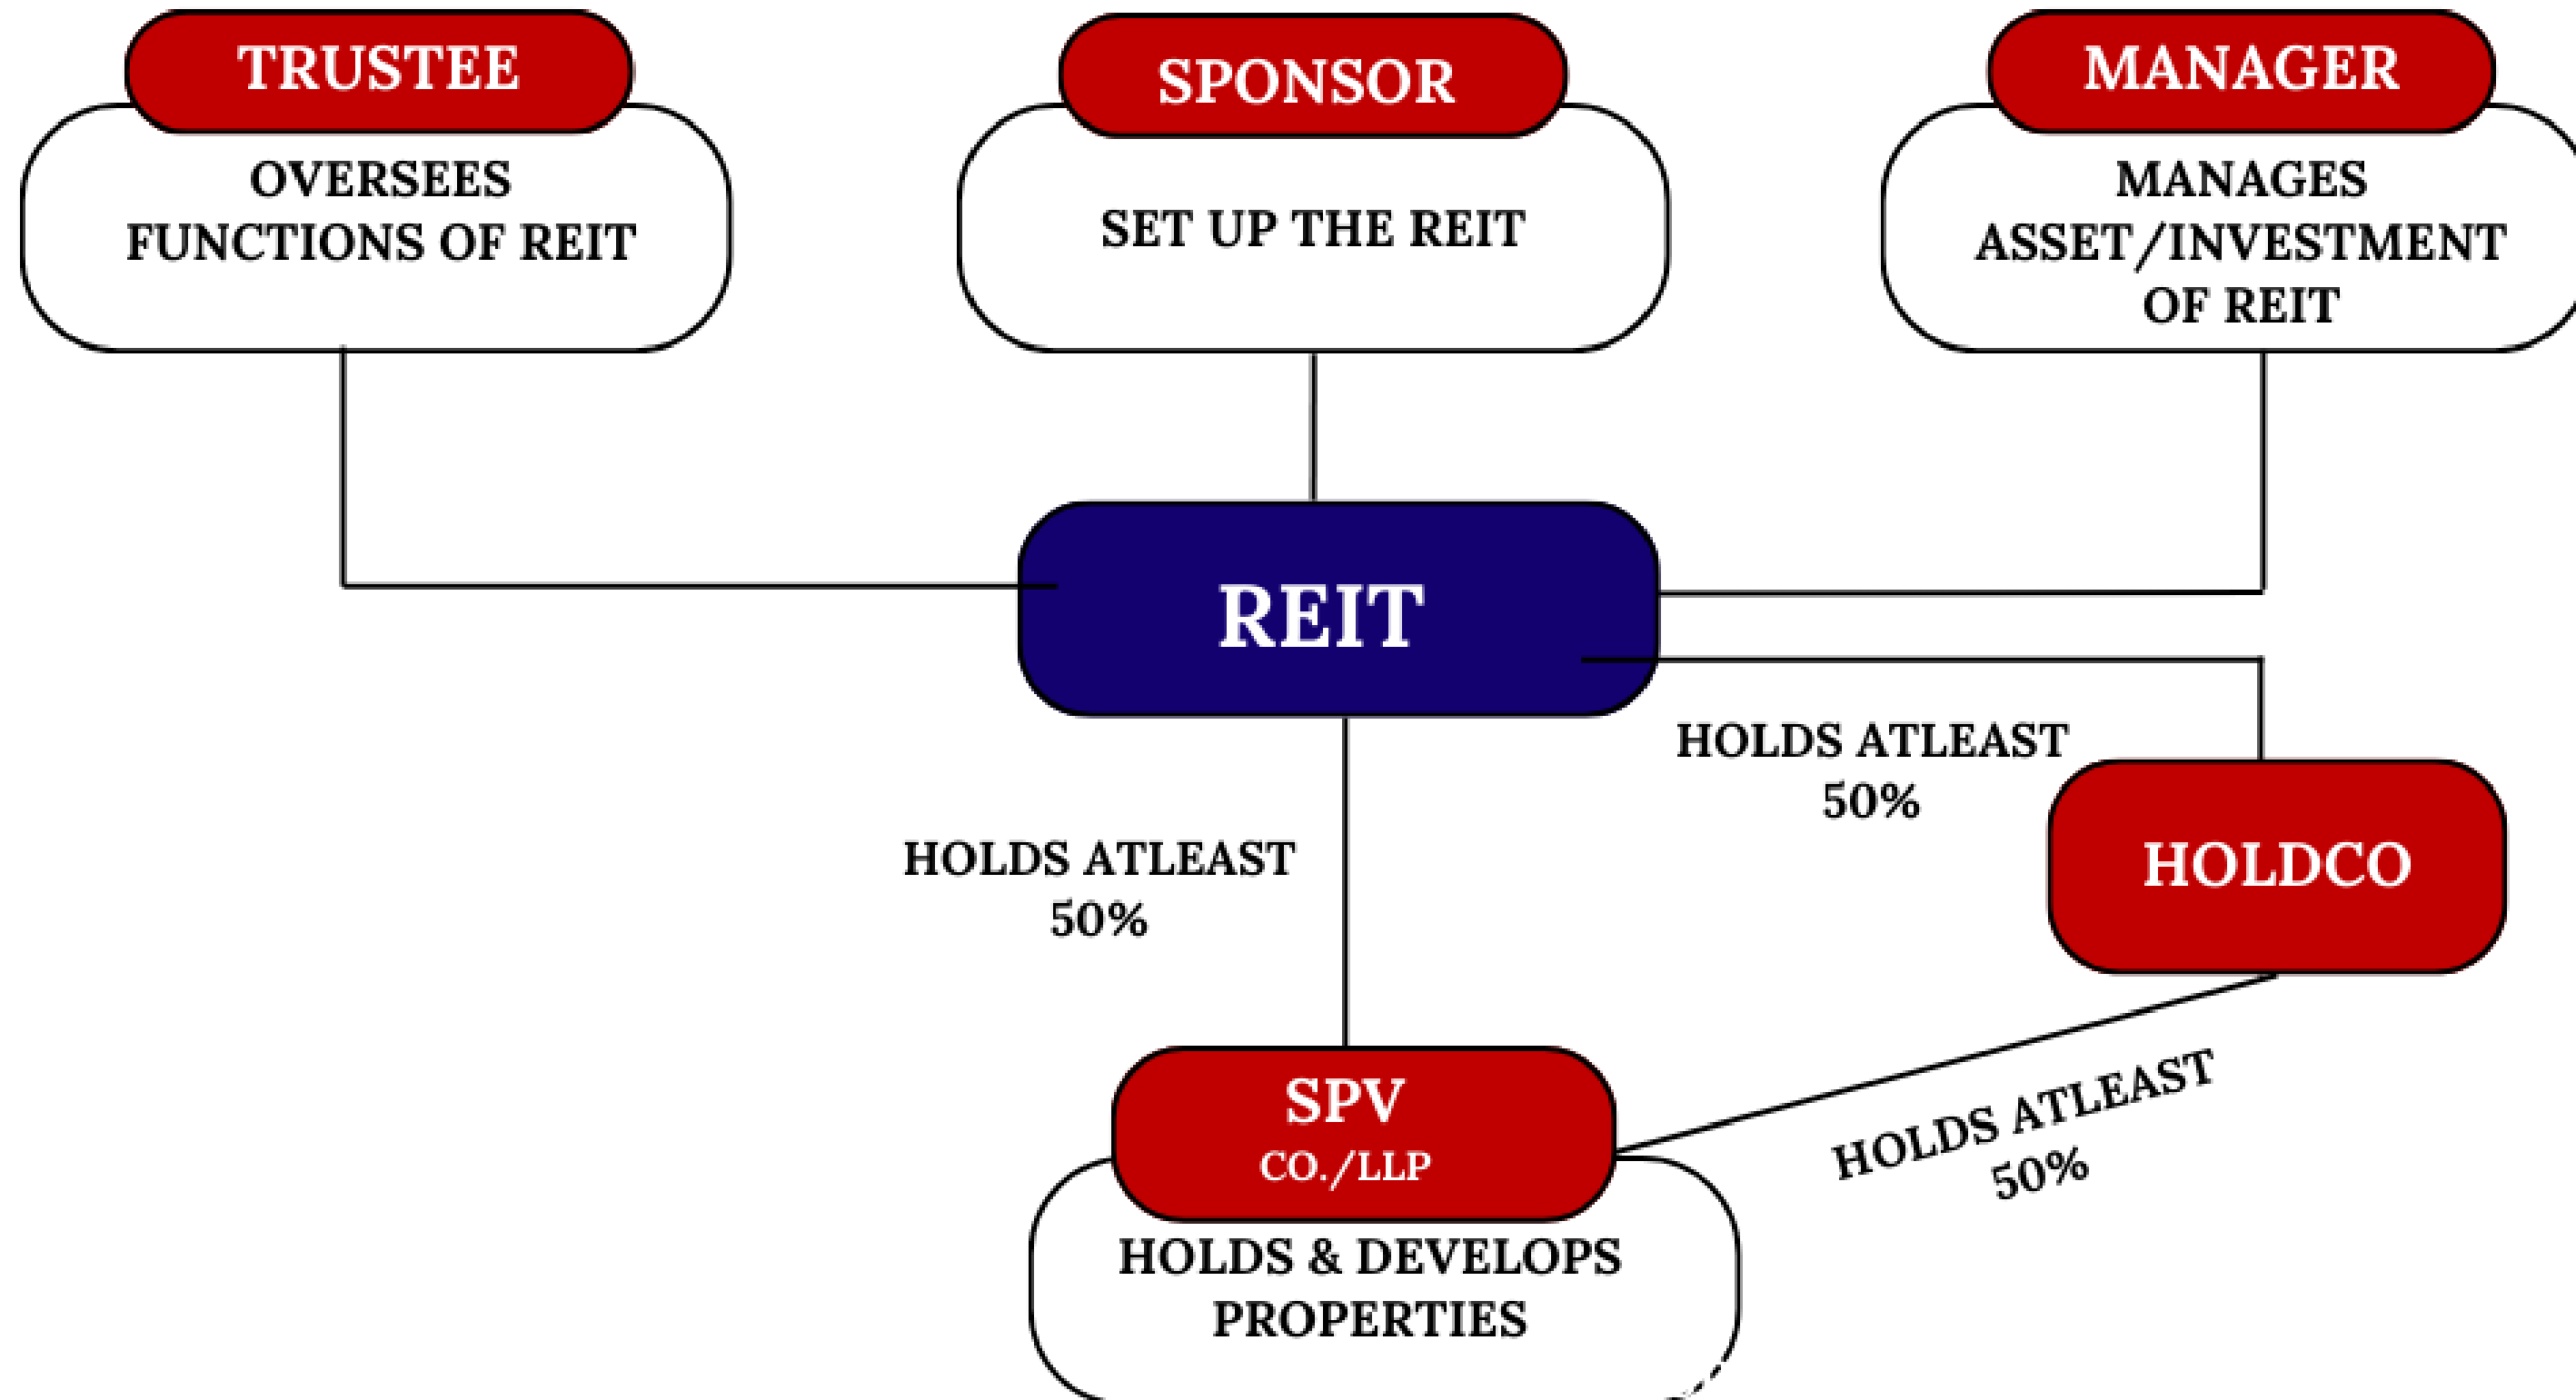 TRUSTEE
OVERSEES
FUNCTIONS OF REIT
SPONSOR
SET UP THE REIT
MANAGER
MANAGES
ASSET/INVESTMENT
OF REIT
REIT
HOLDS ATLEAST
50%
HOLDCO
HOLDS ATLEAST
50%
SPV
CO./LLP
HOLDS ATLEAST
50%
HOLDS & DEVELOPS
PROPERTIES